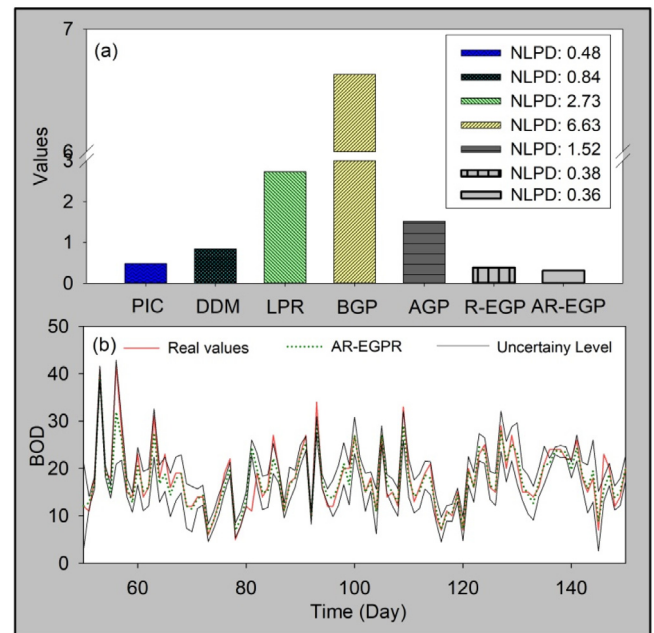 (a)
7
6
3
2
1
0
Values
NLPD: 0.48
NLPD: 0.84
NLPD: 2.73
NLPD: 6.63
NLPD: 1.52
NLPD: 0.38
NLPD: 0.36
PIC DDM LPR BGP AGP R-EGP AR-EGP
(b)
Real values AR-EGPR Uncertainy Level
50
40
30
20
10
0
BOD
60 80 100 120 140
Time (Day)